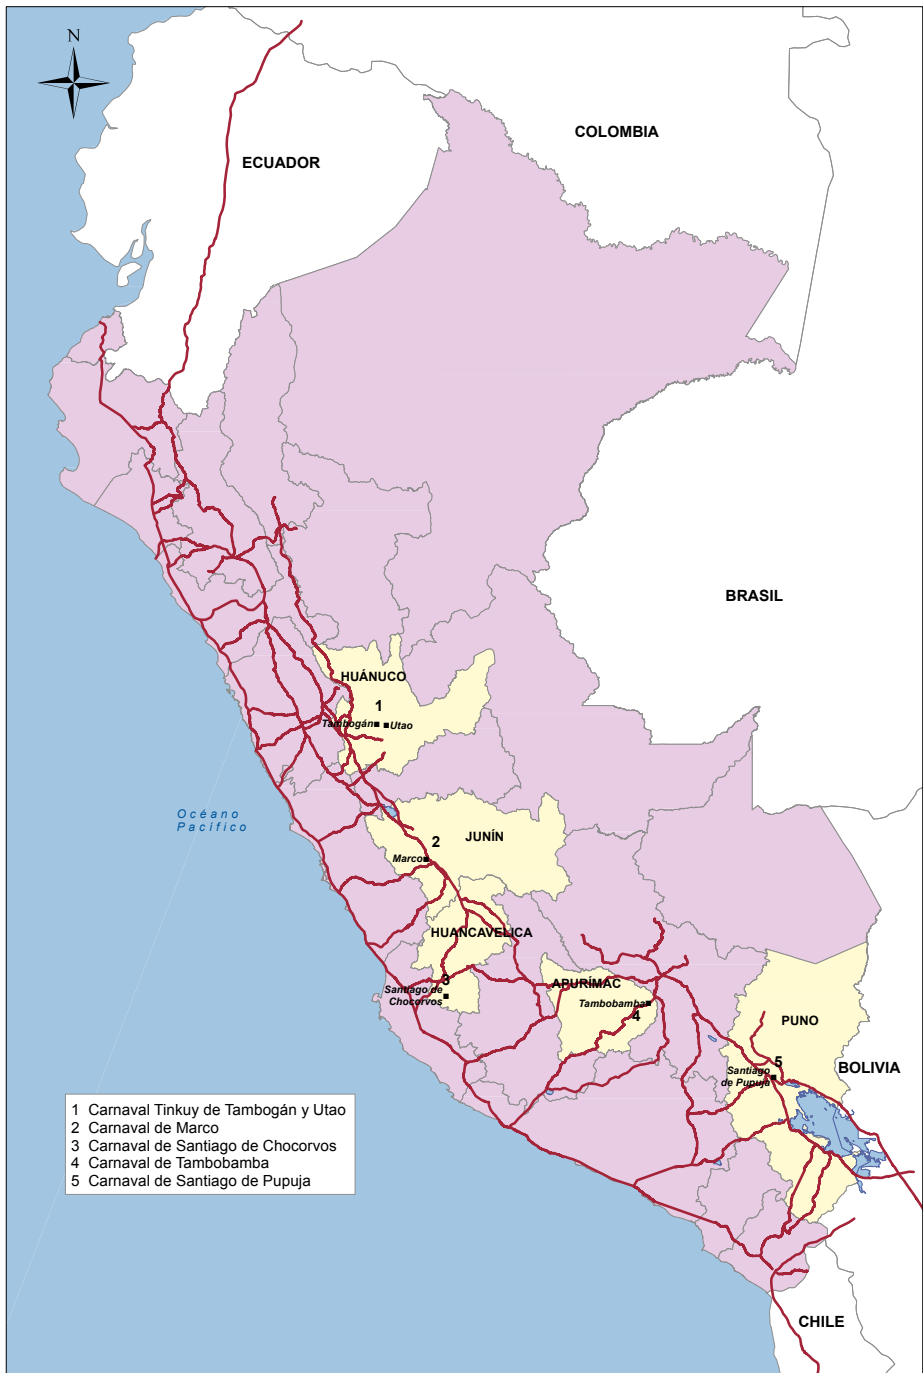 N
COLOMBIA
ECUADOR
BRASIL
HUÁNUCO
1
Tambogán
Utao
Océano
Pacífico
JUNÍN
2
Marco
HUANCAVELICA
3
Santiago de
Chocorvos
APURÍMAC
Tambobamba
4
PUNO
5
Santiago
de Pupuja
BOLIVIA
1 Carnaval Tinkuy de Tambogán y Utao
2 Carnaval de Marco
3 Carnaval de Santiago de Chocorvos
4 Carnaval de Tambobamba
5 Carnaval de Santiago de Pupuja
CHILE